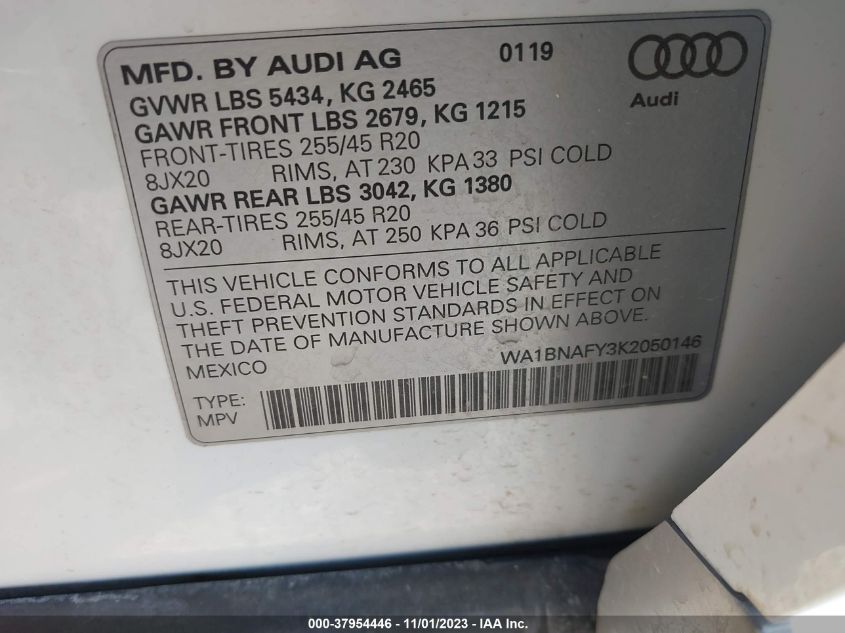 MFD. BY AUDI AG 0119
Audi
GVWR LBS 5434, KG 2465
GAWR FRONT LBS 2679, KG 1215
FRONT-TIRES 255/45 R20
8JX20 RIMS, AT 230 KPA 33 PSI COLD
GAWR REAR LBS 3042, KG 1380
REAR-TIRES 255/45 R20
8JX20 RIMS, AT 250 KPA 36 PSI COLD
THIS VEHICLE CONFORMS TO ALL APPLICABLE
U.S. FEDERAL MOTOR VEHICLE SAFETY AND
THEFT PREVENTION STANDARDS IN EFFECT ON
THE DATE OF MANUFACTURE SHOWN ABOVE.
MEXICO WA1BNAFY3K2050146
TYPE:
MPV
000-37954446 - 11/01/2023 - IAA Inc.